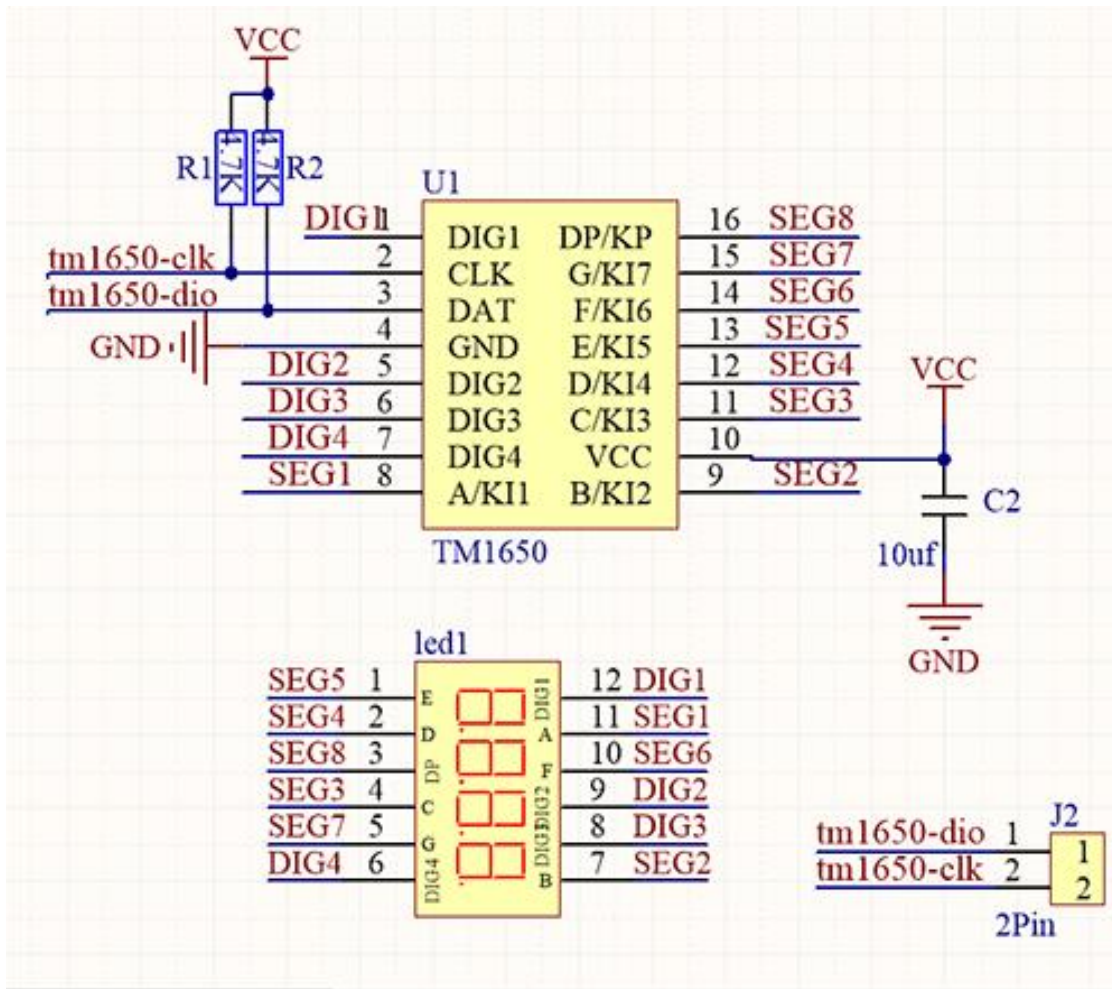 VCC
R1 4.7K 4.7K R2
U1
DIG1 1 DIG1 DP/KP 16 SEG8
tm1650-clk 2 CLK G/KI7 15 SEG7
tm1650-dio 3 DAT F/KI6 14 SEG6
GND 4 GND E/KI5 13 SEG5
DIG2 5 DIG2 D/KI4 12 SEG4
DIG3 6 DIG3 C/KI3 11 SEG3
DIG4 7 DIG4 VCC 10
SEG1 8 A/KI1 B/KI2 9 SEG2
TM1650
VCC
C2
10uf
GND
led1
SEG5 1 E DIG1 12 DIG1
SEG4 2 D A 11 SEG1
SEG8 3 DP F 10 SEG6
SEG3 4 C DIG2 9 DIG2
SEG7 5 G DIG3 8 DIG3
DIG4 6 DIG4 B 7 SEG2
J2
tm1650-dio 1 1
tm1650-clk 2 2
2Pin